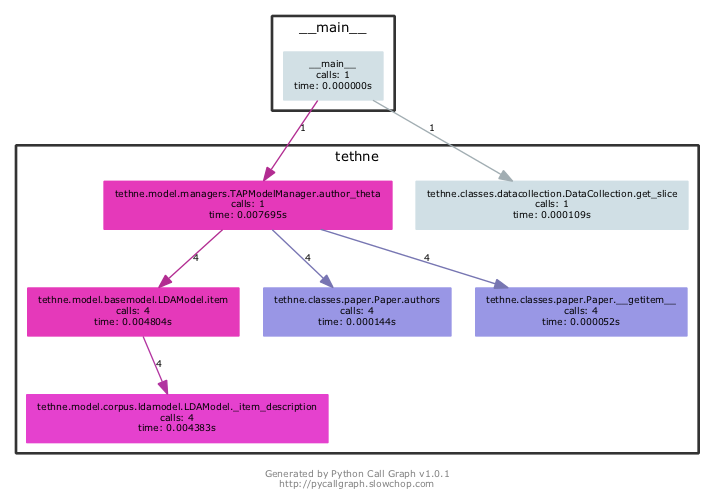 __main__
__main__
calls: 1
time: 0.000000s
1
1
tethne
tethne.model.managers.TAPModelManager.author_theta
calls: 1
time: 0.007695s
tethne.classes.datacollection.DataCollection.get_slice
calls: 1
time: 0.000109s
4
4
4
tethne.model.basemodel.LDAModel.item
calls: 4
time: 0.004804s
tethne.classes.paper.Paper.authors
calls: 4
time: 0.000144s
tethne.classes.paper.Paper.__getitem__
calls: 4
time: 0.000052s
4
tethne.model.corpus.ldamodel.LDAModel._item_description
calls: 4
time: 0.004383s
Generated by Python Call Graph v1.0.1
http://pycallgraph.slowchop.com